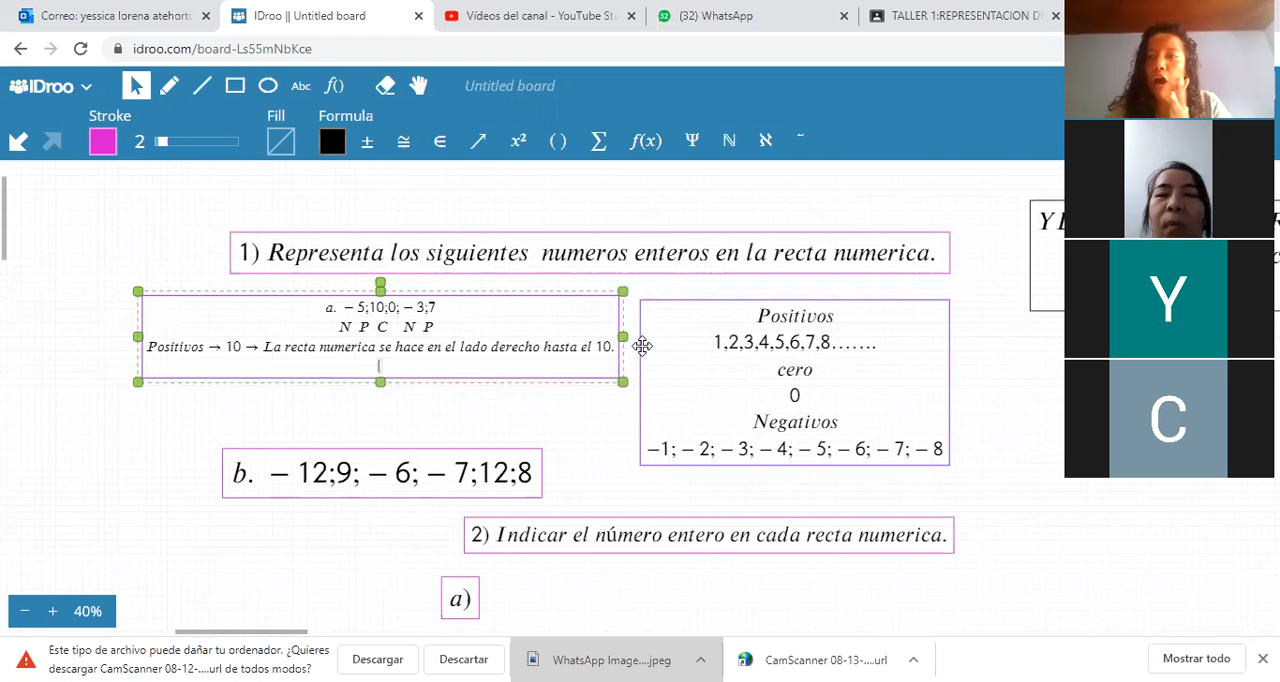 Correo: yessica lorena atehortu
IDroo || Untitled board
Vídeos del canal - YouTube Stu
(32) WhatsApp
TALLER 1:REPRESENTACION DE
idroo.com/board-Ls55mNbKce
IDroo
Abc
f()
Untitled board
Stroke
Fill
Formula
2
± ≅ ∈ ↗ x² ( ) ∑ f(x) Ψ ℕ ℵ ~
1) Representa los siguientes numeros enteros en la recta numerica.
a. − 5;10;0; − 3;7
N P C N P
Positivos → 10 → La recta numerica se hace en el lado derecho hasta el 10.
Positivos
1,2,3,4,5,6,7,8…….
cero
0
Negativos
−1; − 2; − 3; − 4; − 5; − 6; − 7; − 8
b. − 12;9; − 6; − 7;12;8
2) Indicar el número entero en cada recta numerica.
a)
Y
C
− + 40%
Este tipo de archivo puede dañar tu ordenador. ¿Quieres
descargar CamScanner 08-12-....url de todos modos?
Descargar
Descartar
WhatsApp Image....jpeg
CamScanner 08-13-....url
Mostrar todo